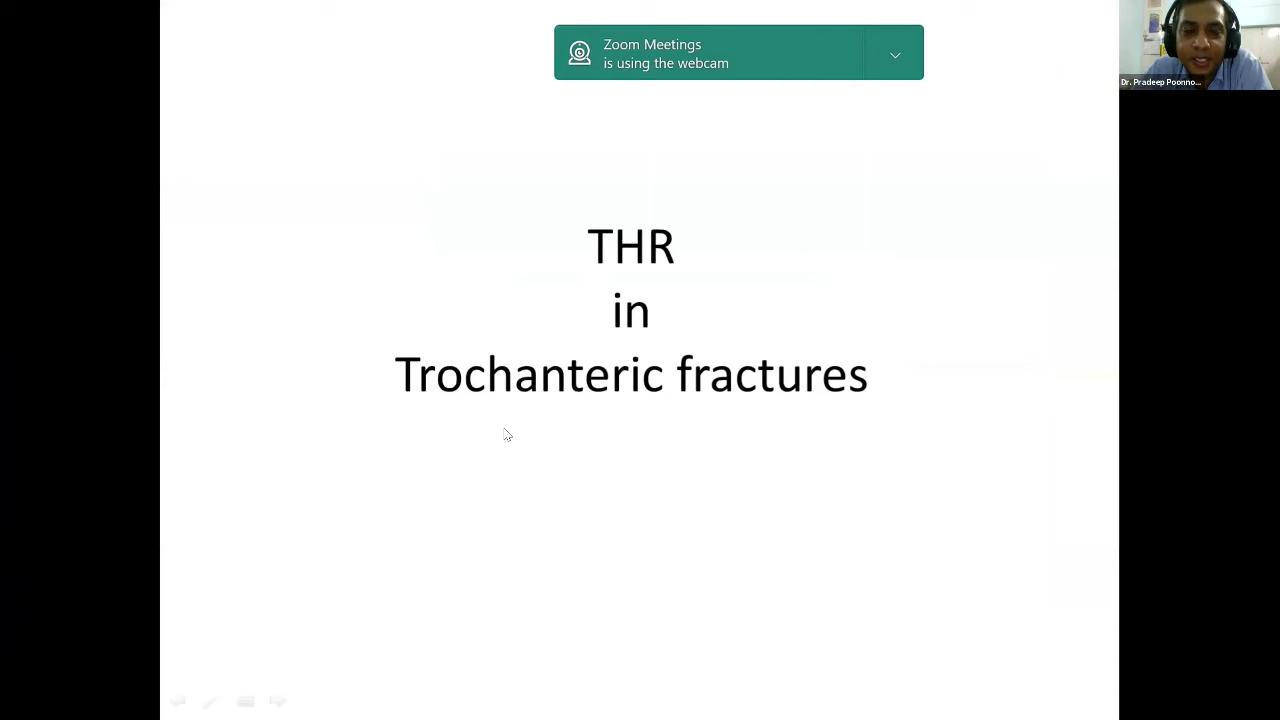 Zoom Meetings
is using the webcam
Dr. Pradeep Poonno...
THR
in
Trochanteric fractures